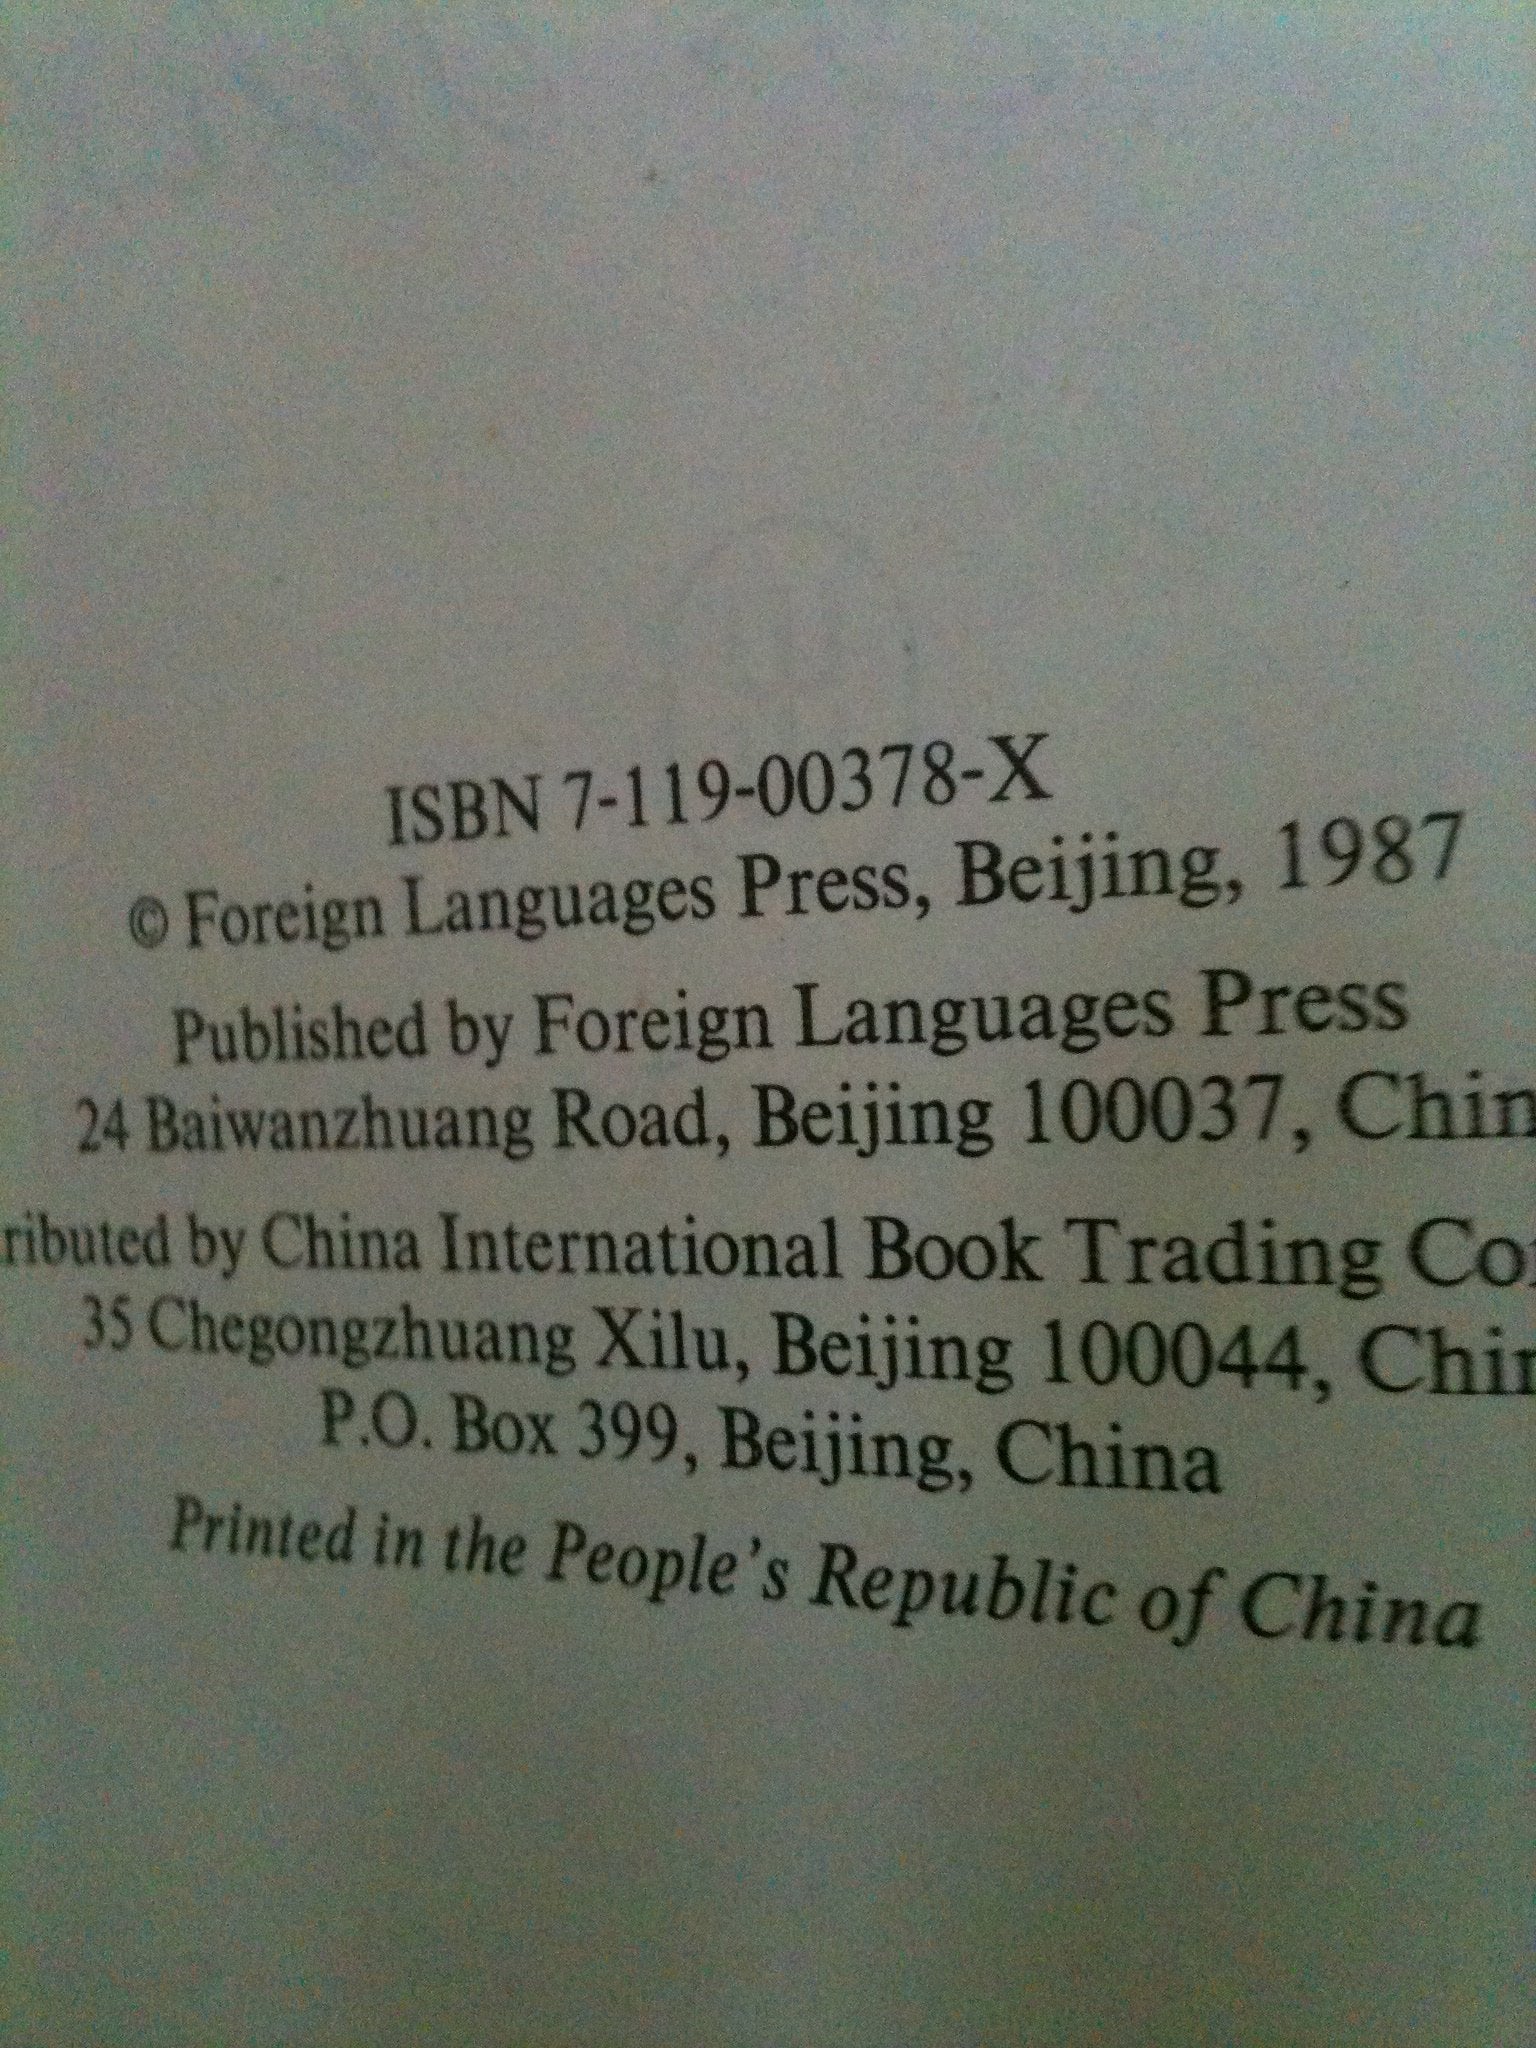 ISBN 7-119-00378-X
© Foreign Languages Press, Beijing, 1987
Published by Foreign Languages Press
24 Baiwanzhuang Road, Beijing 100037, Chin
ributed by China International Book Trading Co
35 Chegongzhuang Xilu, Beijing 100044, Chin
P.O. Box 399, Beijing, China
Printed in the People's Republic of China